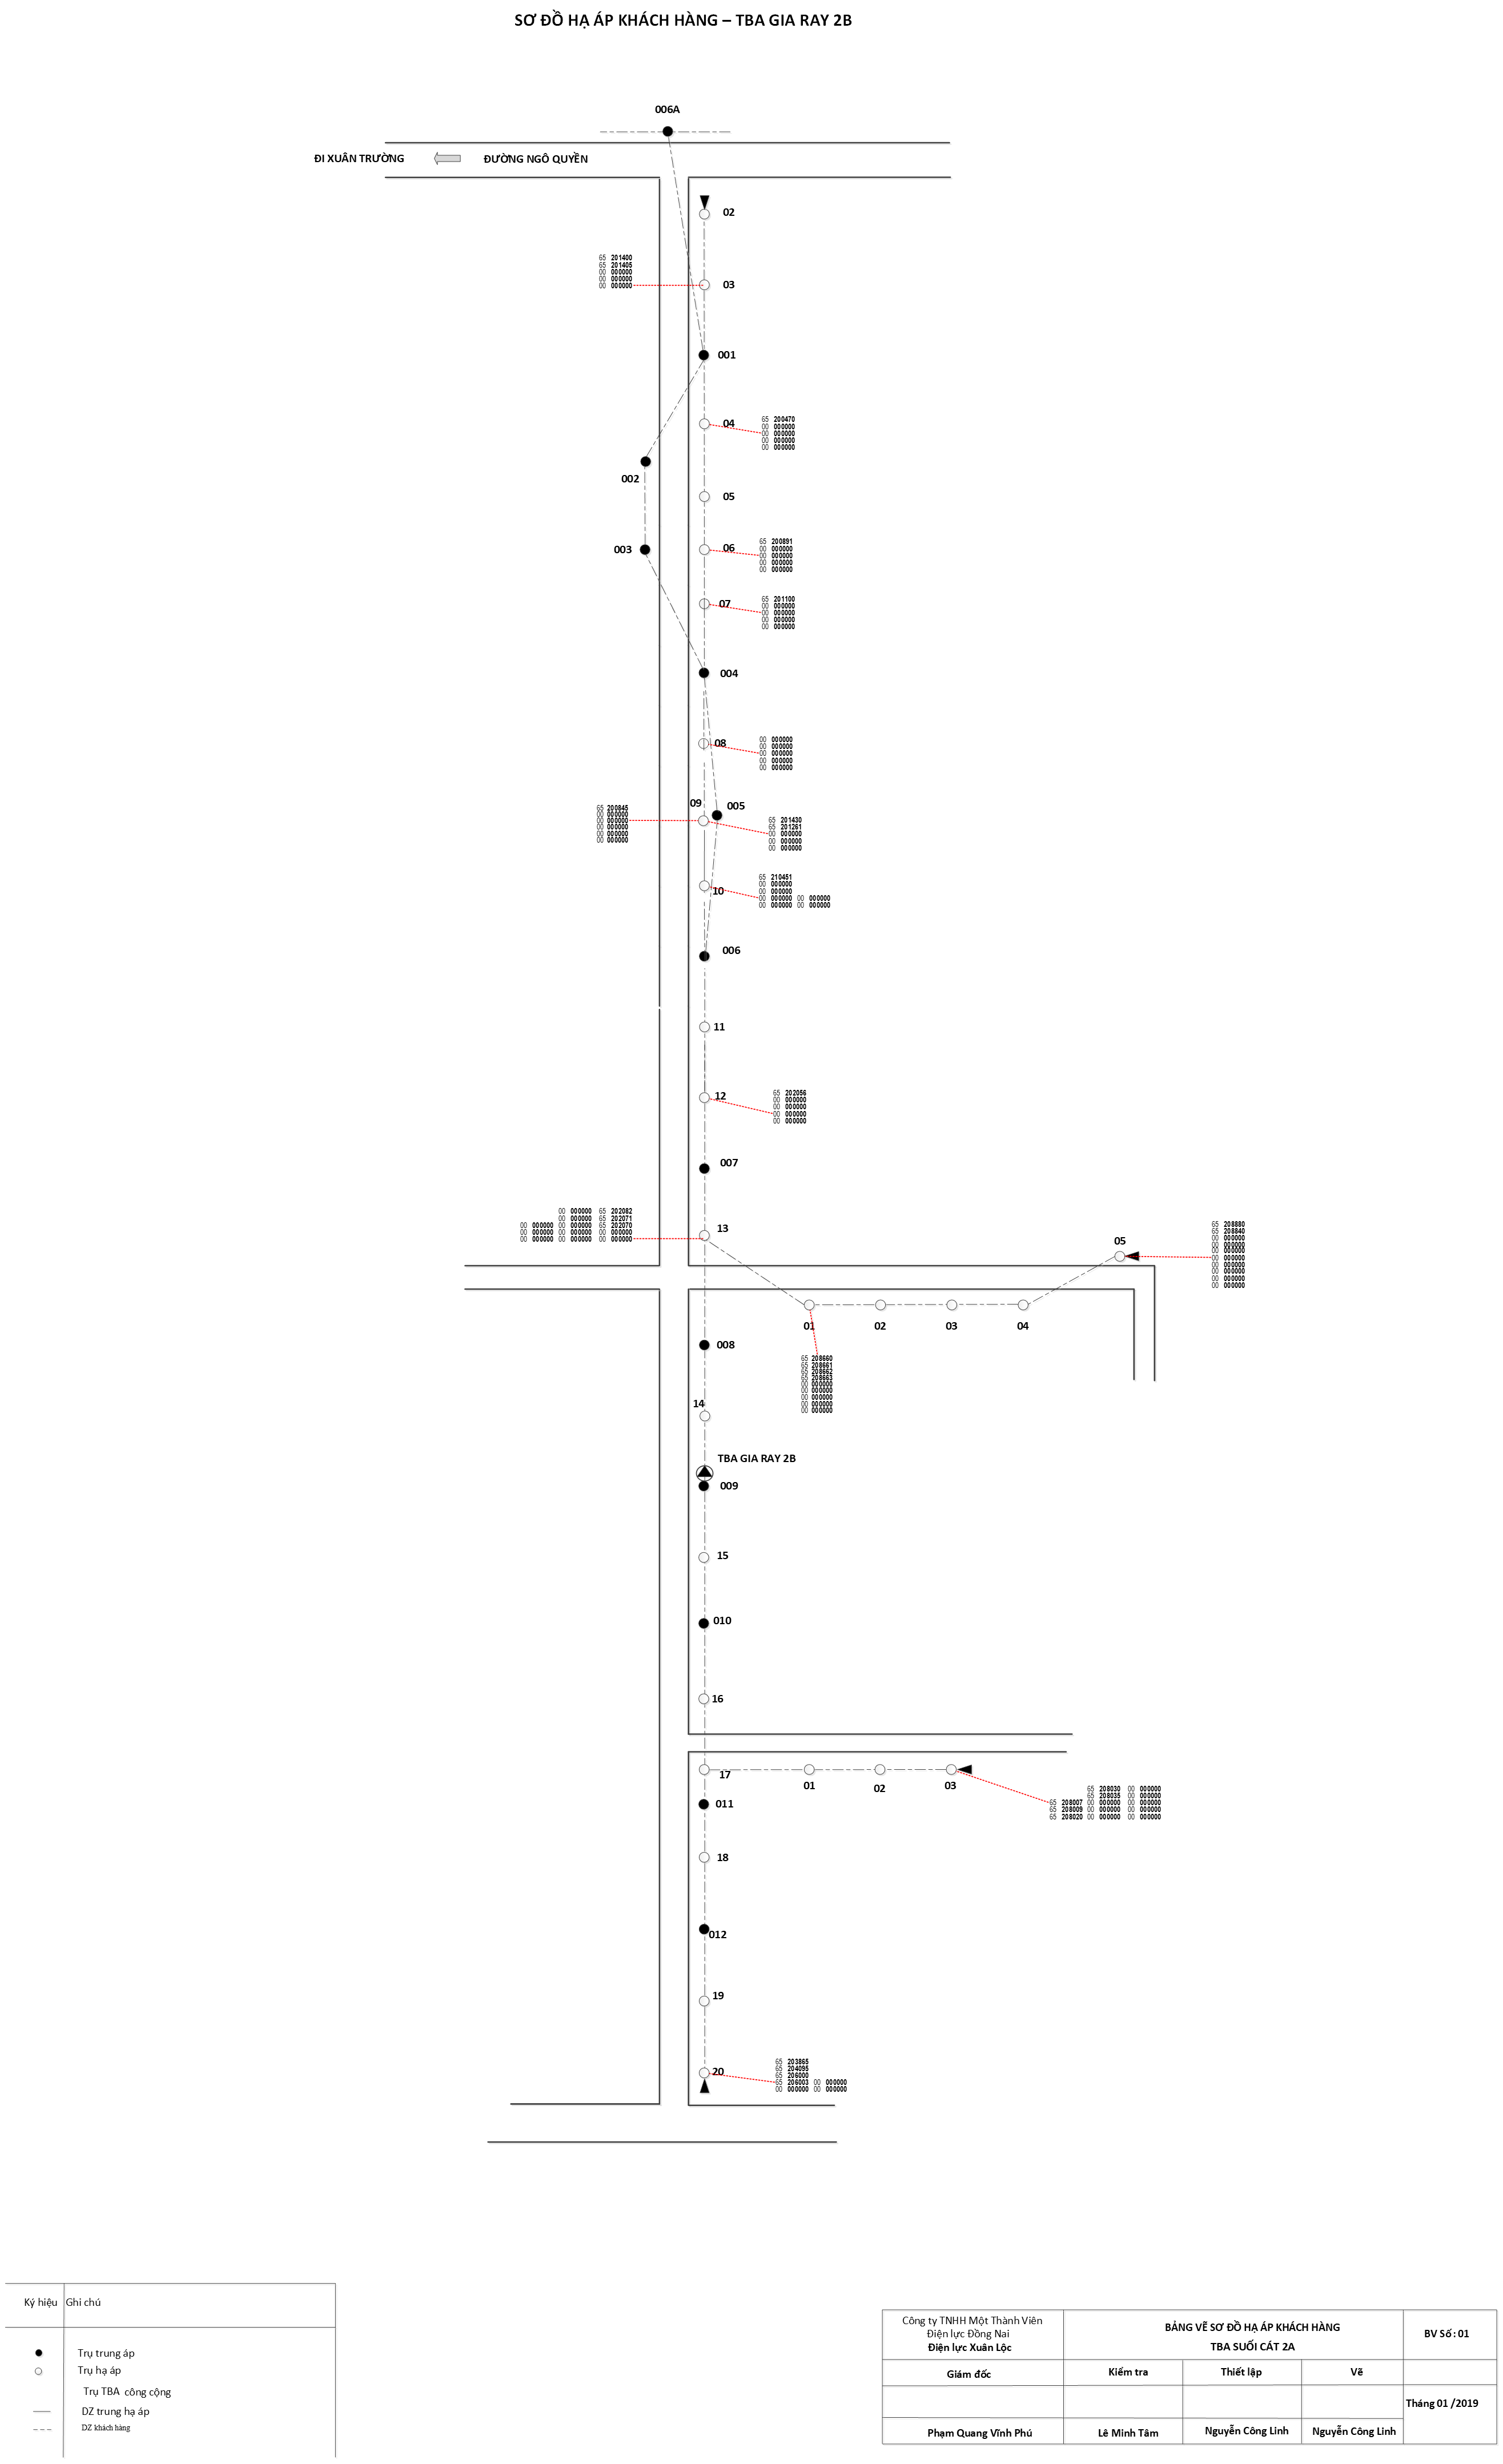 SƠ ĐỒ HẠ ÁP KHÁCH HÀNG – TBA GIA RAY 2B
006A
ĐI XUÂN TRƯỜNG ĐƯỜNG NGÔ QUYỀN
02
65 201400
65 201405
00 000000
00 000000
00 000000
03
001
04
65 200470
00 000000
00 000000
00 000000
00 000000
002
05
003
06
65 200891
00 000000
00 000000
00 000000
00 000000
07
65 201100
00 000000
00 000000
00 000000
00 000000
004
08
00 000000
00 000000
00 000000
00 000000
00 000000
09
005
65 200845
00 000000
00 000000
00 000000
00 000000
00 000000
65 201430
65 201261
00 000000
00 000000
00 000000
10
65 210451
00 000000
00 000000
00 000000 00 000000
00 000000 00 000000
006
11
12
65 202056
00 000000
00 000000
00 000000
00 000000
007
00 000000 65 202082
00 000000 65 202071
00 000000 00 000000 65 202070
00 000000 00 000000 00 000000
00 000000 00 000000 00 000000
13
05
65 208880
65 208840
00 000000
00 000000
00 000000
00 000000
00 000000
00 000000
00 000000
00 000000
01 02 03 04
008
65 208660
65 208661
65 208662
65 208663
00 000000
00 000000
00 000000
00 000000
00 000000
14
TBA GIA RAY 2B
009
15
010
16
17
01 02 03
65 208030 00 000000
65 208035 00 000000
65 208007 00 000000 00 000000
65 208009 00 000000 00 000000
65 208020 00 000000 00 000000
011
18
012
19
20
65 203865
65 204095
65 206000
65 206003 00 000000
00 000000 00 000000
Ký hiệu Ghi chú
Trụ trung áp
Trụ hạ áp
Trụ TBA công cộng
DZ trung hạ áp
DZ khách hàng
Công ty TNHH Một Thành Viên
Điện lực Đồng Nai
Điện lực Xuân Lộc
BẢNG VẼ SƠ ĐỒ HẠ ÁP KHÁCH HÀNG
TBA SUỐI CÁT 2A
BV Số : 01
Giám đốc Kiểm tra Thiết lập Vẽ
Tháng 01 /2019
Phạm Quang Vĩnh Phú Lê Minh Tâm Nguyễn Công Linh Nguyễn Công Linh